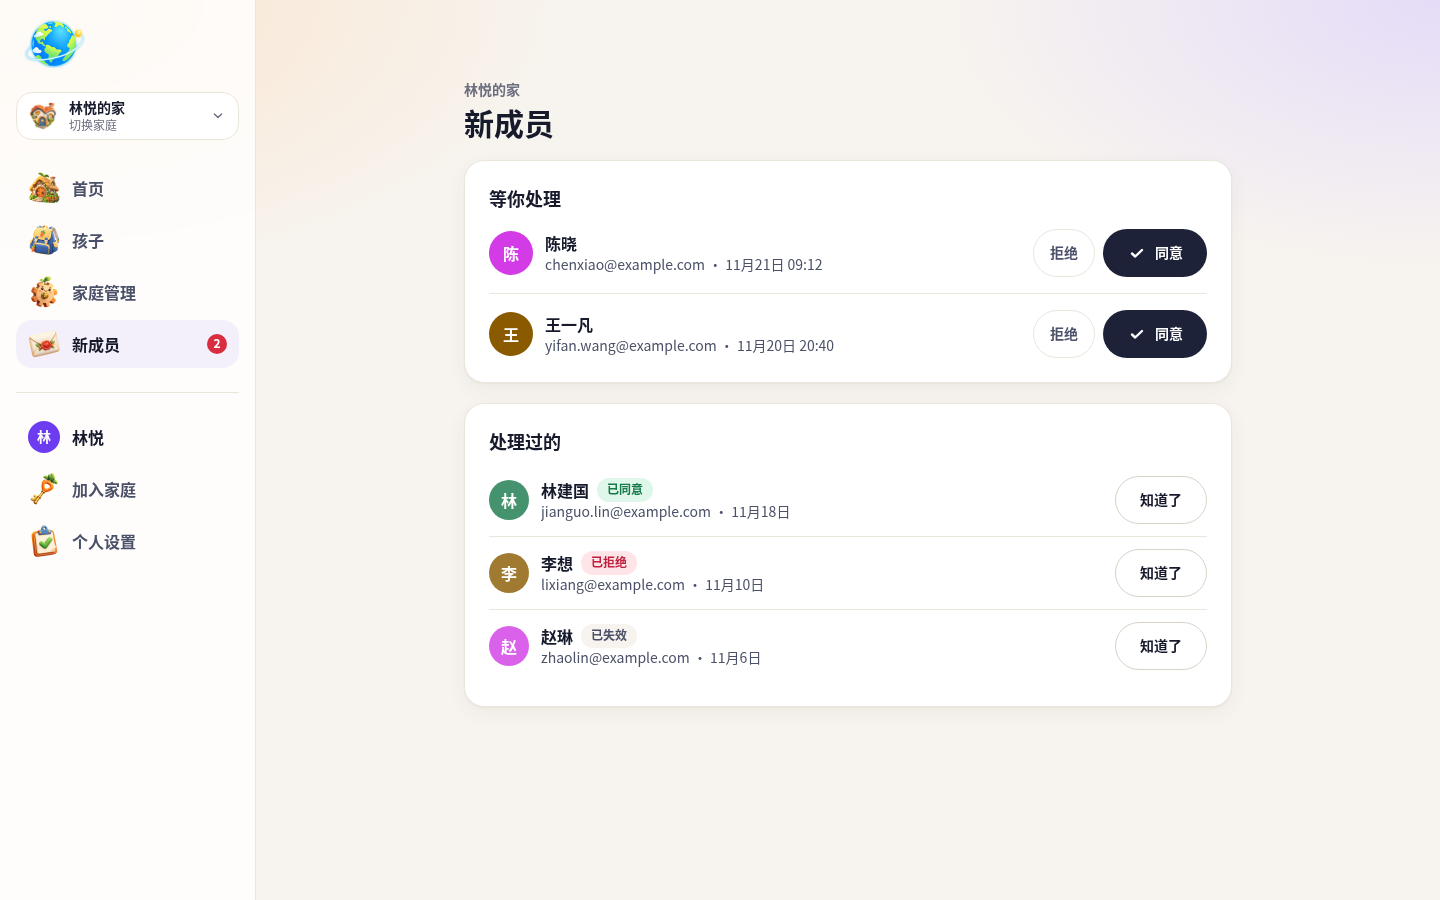 林悦的家
切换家庭
首页
孩子
家庭管理
新成员 2
林 林悦
加入家庭
个人设置
林悦的家
新成员
等你处理
陈 陈晓
chenxiao@example.com · 11月21日 09:12
拒绝 同意
王 王一凡
yifan.wang@example.com · 11月20日 20:40
拒绝 同意
处理过的
林 林建国 已同意
jianguo.lin@example.com · 11月18日
知道了
李 李想 已拒绝
lixiang@example.com · 11月10日
知道了
赵 赵琳 已失效
zhaolin@example.com · 11月6日
知道了